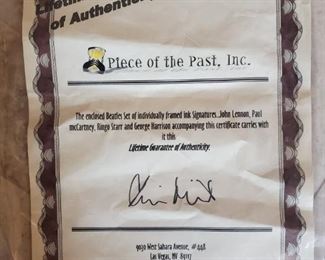 Lifetime
of Authenticity
Piece of the Past, Inc.
The enclosed Beatles Set of individually framed ink Signatures...John Lennon, Paul
McCartney, Ringo Starr and George Harrison accompanying this certificate carries with
it this
Lifetime Guarantee of Authenticity.
9030 West Sahara Avenue, #448
Las Vegas, NV 89117